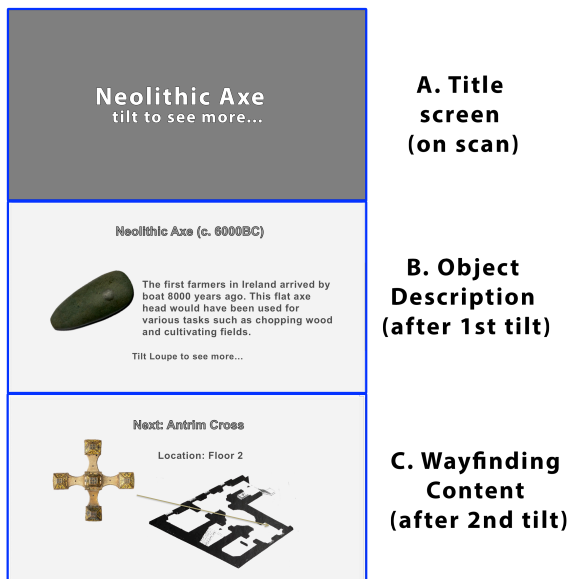 Neolithic Axe
tilt to see more...
A. Title
screen
(on scan)
Neolithic Axe (c. 6000BC)
The first farmers in Ireland arrived by
boat 8000 years ago. This flat axe
head would have been used for
various tasks such as chopping wood
and cultivating fields.
Tilt Loupe to see more...
B. Object
Description
(after 1st tilt)
Next: Antrim Cross
Location: Floor 2
C. Wayfinding
Content
(after 2nd tilt)